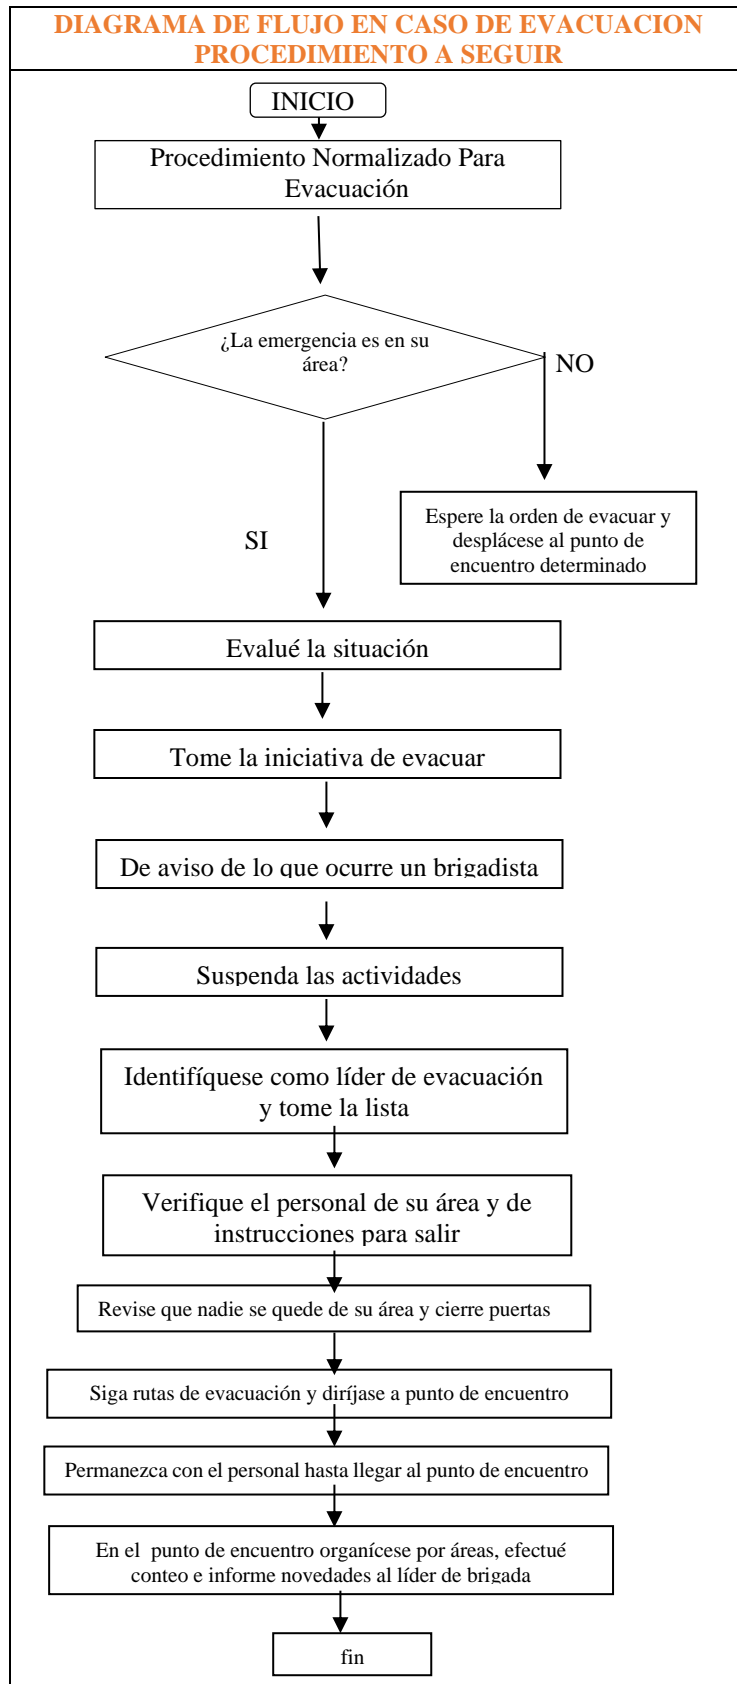 DIAGRAMA DE FLUJO EN CASO DE EVACUACION
PROCEDIMIENTO A SEGUIR
INICIO
Procedimiento Normalizado Para
Evacuación
¿La emergencia es en su
área?
NO
Espere la orden de evacuar y
desplácese al punto de
encuentro determinado
SI
Evalué la situación
Tome la iniciativa de evacuar
De aviso de lo que ocurre un brigadista
Suspenda las actividades
Identifíquese como líder de evacuación
y tome la lista
Verifique el personal de su área y de
instrucciones para salir
Revise que nadie se quede de su área y cierre puertas
Siga rutas de evacuación y diríjase a punto de encuentro
Permanezca con el personal hasta llegar al punto de encuentro
En el punto de encuentro organícese por áreas, efectué
conteo e informe novedades al líder de brigada
fin